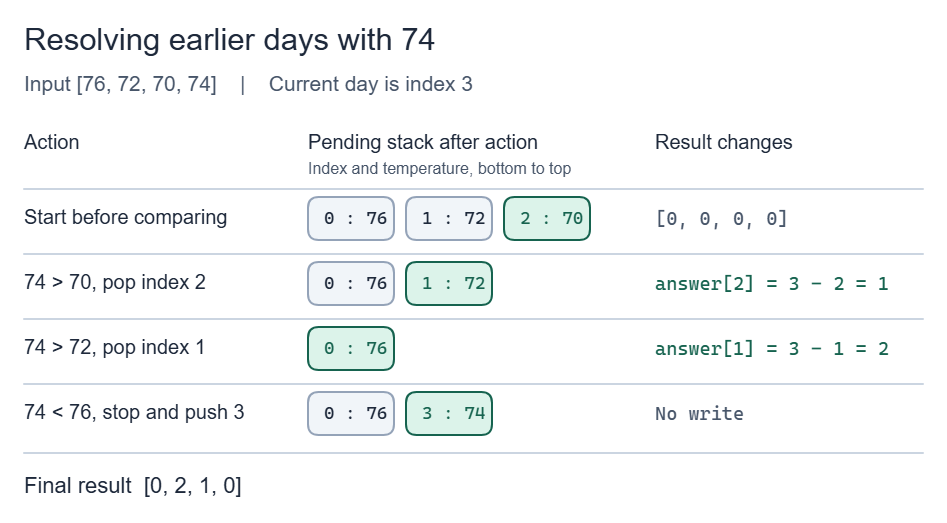 Resolving earlier days with 74
Input [76, 72, 70, 74] | Current day is index 3
Action Pending stack after action Result changes
Index and temperature, bottom to top
Start before comparing 0 : 76 1 : 72 2 : 70 [0, 0, 0, 0]
74 > 70, pop index 2 0 : 76 1 : 72 answer[2] = 3 − 2 = 1
74 > 72, pop index 1 0 : 76 answer[1] = 3 − 1 = 2
74 < 76, stop and push 3 0 : 76 3 : 74 No write
Final result [0, 2, 1, 0]